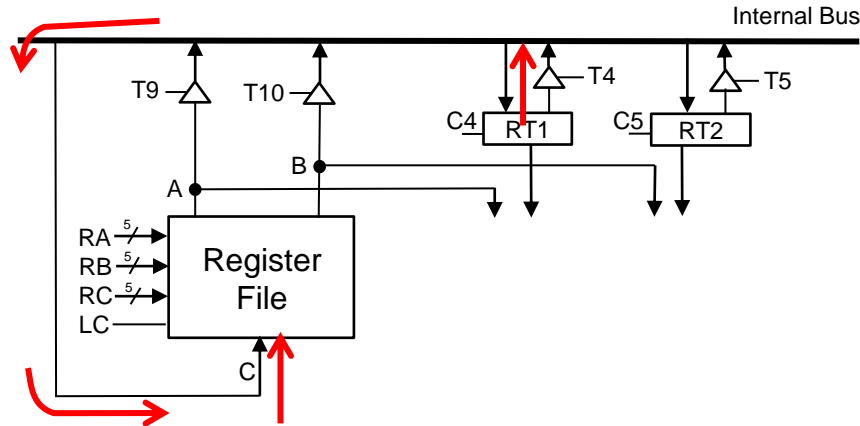 Internal Bus
T9
T10
T4
T5
C4
RT1
C5
RT2
B
A
RA
5
RB
5
RC
5
LC
Register
File
C